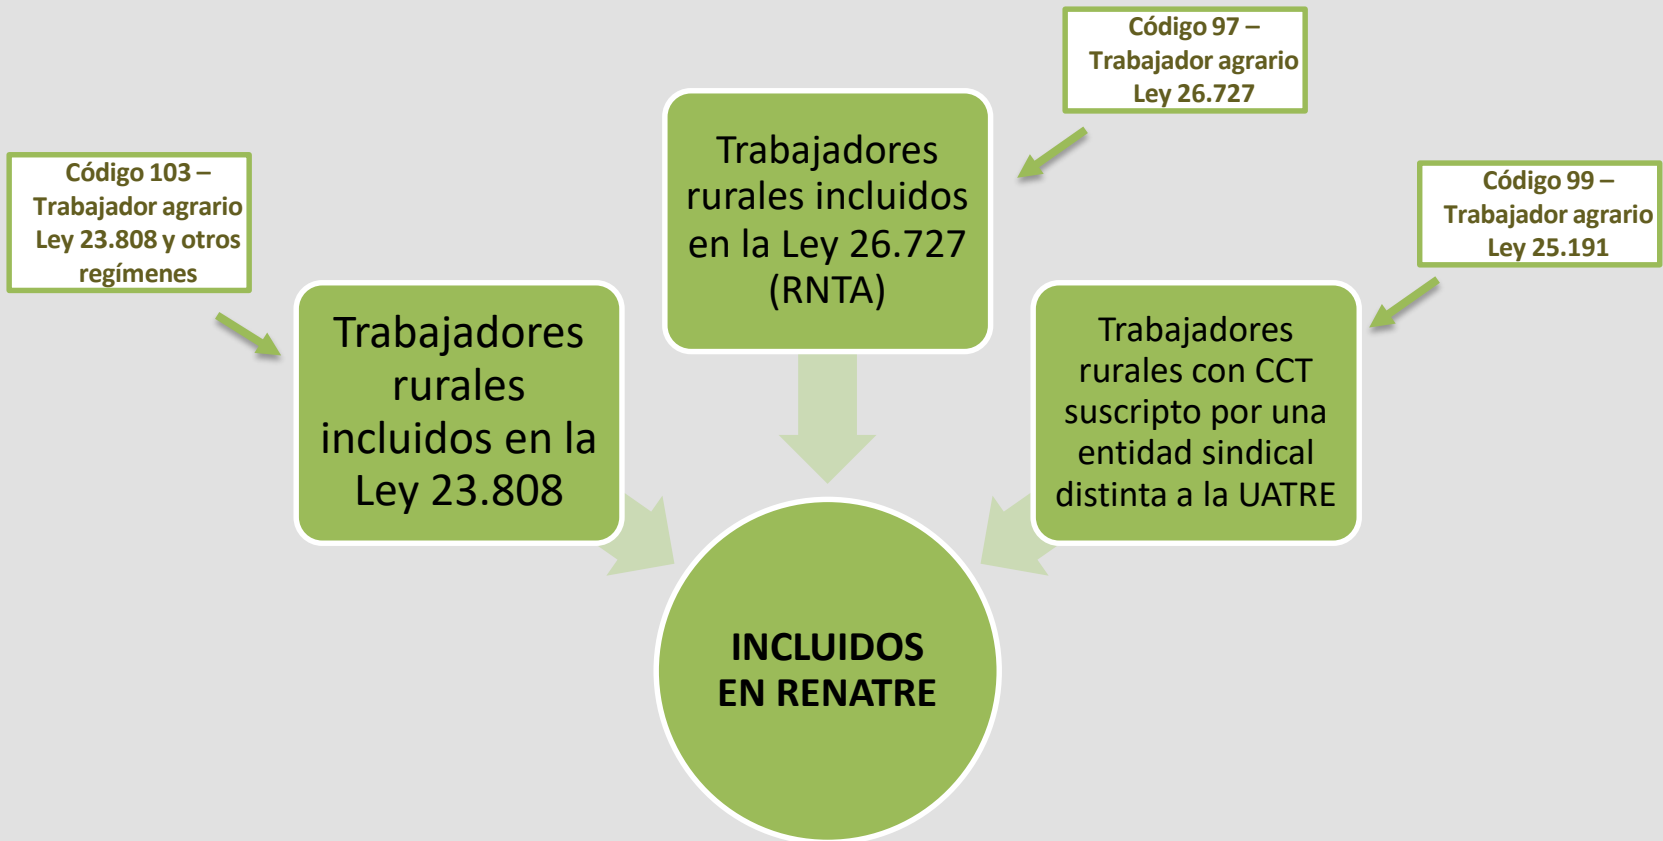 Código 97 –
Trabajador agrario
Ley 26.727
Código 103 –
Trabajador agrario
Ley 23.808 y otros
regímenes
Código 99 –
Trabajador agrario
Ley 25.191
Trabajadores
rurales incluidos
en la Ley 26.727
(RNTA)
Trabajadores
rurales
incluidos en la
Ley 23.808
Trabajadores
rurales con CCT
suscripto por una
entidad sindical
distinta a la UATRE
INCLUIDOS
EN RENATRE